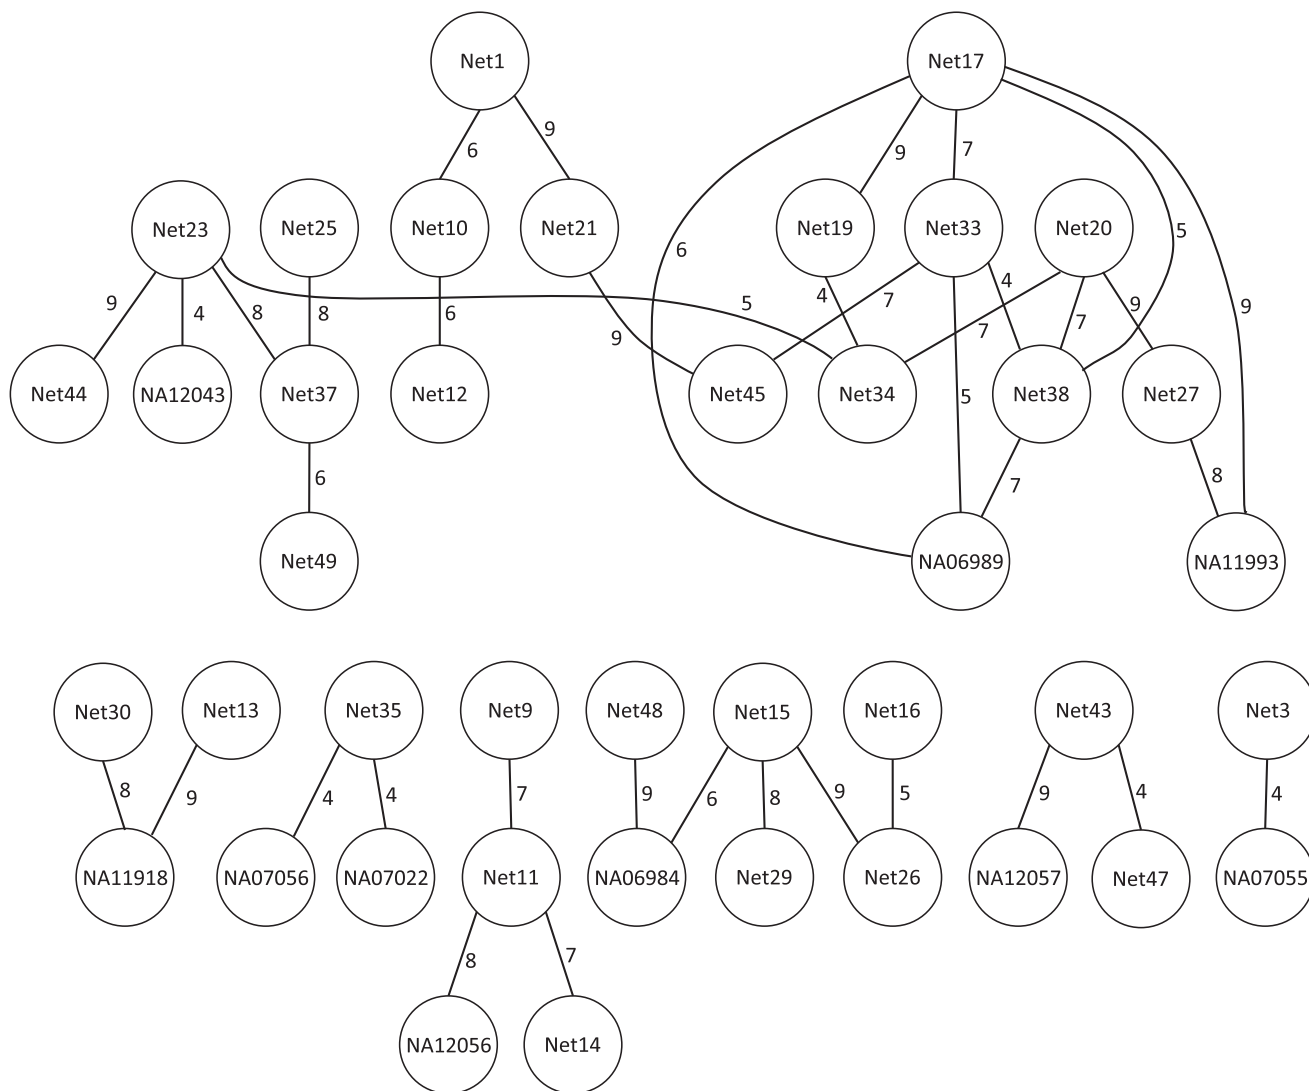 Net1
Net17
6
9
9
7
Net23
Net25
Net10
Net21
Net19
Net33
Net20
5
6
9
4
8
8
6
5
9
4
7
4
7
7
9
9
Net44
NA12043
Net37
Net12
Net45
Net34
Net38
Net27
5
6
7
8
Net49
NA06989
NA11993
Net30
Net13
Net35
Net9
Net48
Net15
Net16
Net43
Net3
8
9
4
4
7
9
6
8
9
5
9
4
4
NA11918
NA07056
NA07022
Net11
NA06984
Net29
Net26
NA12057
Net47
NA07055
8
7
NA12056
Net14